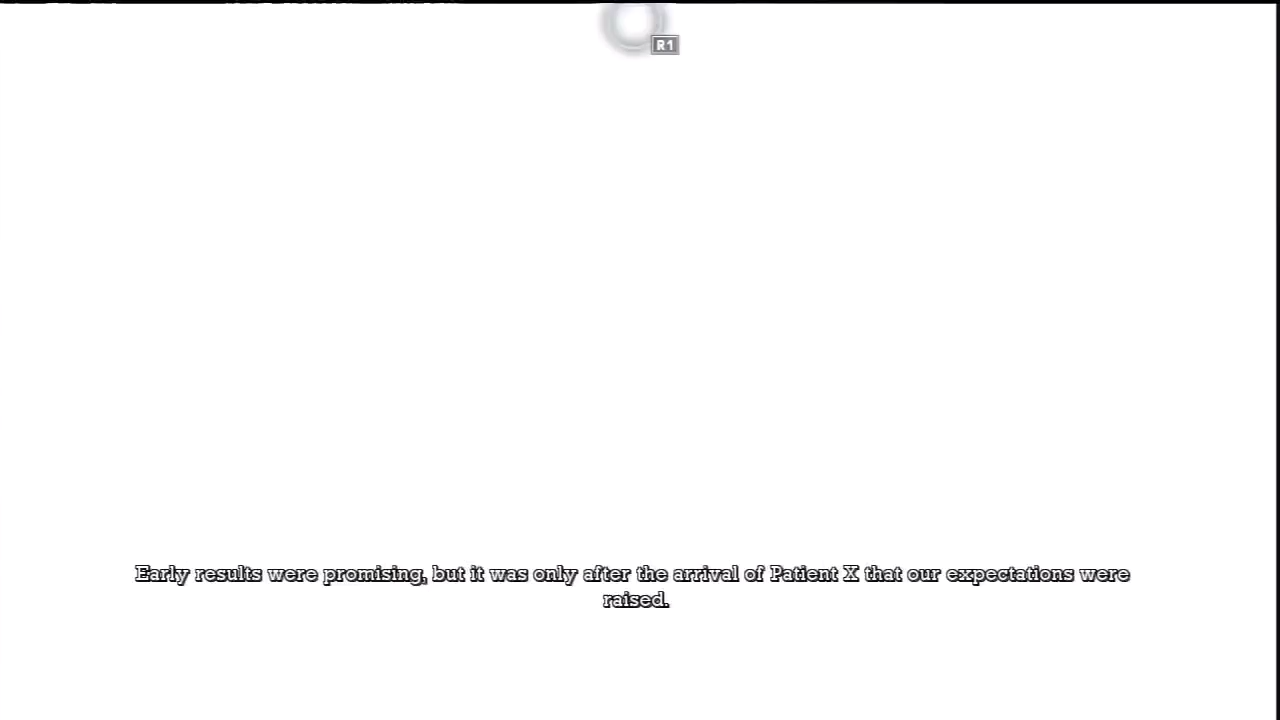 R1
Early results were promising, but it was only after the arrival of Patient X that our expectations were
raised.